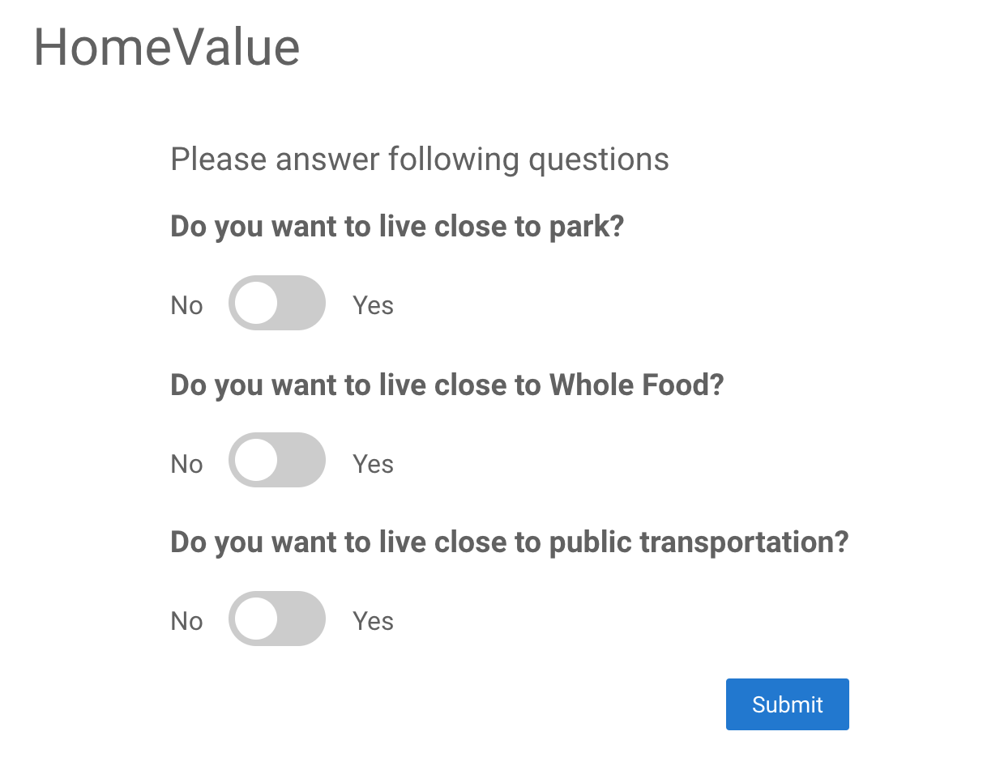 HomeValue
Please answer following questions
Do you want to live close to park?
No Yes
Do you want to live close to Whole Food?
No Yes
Do you want to live close to public transportation?
No Yes
Submit